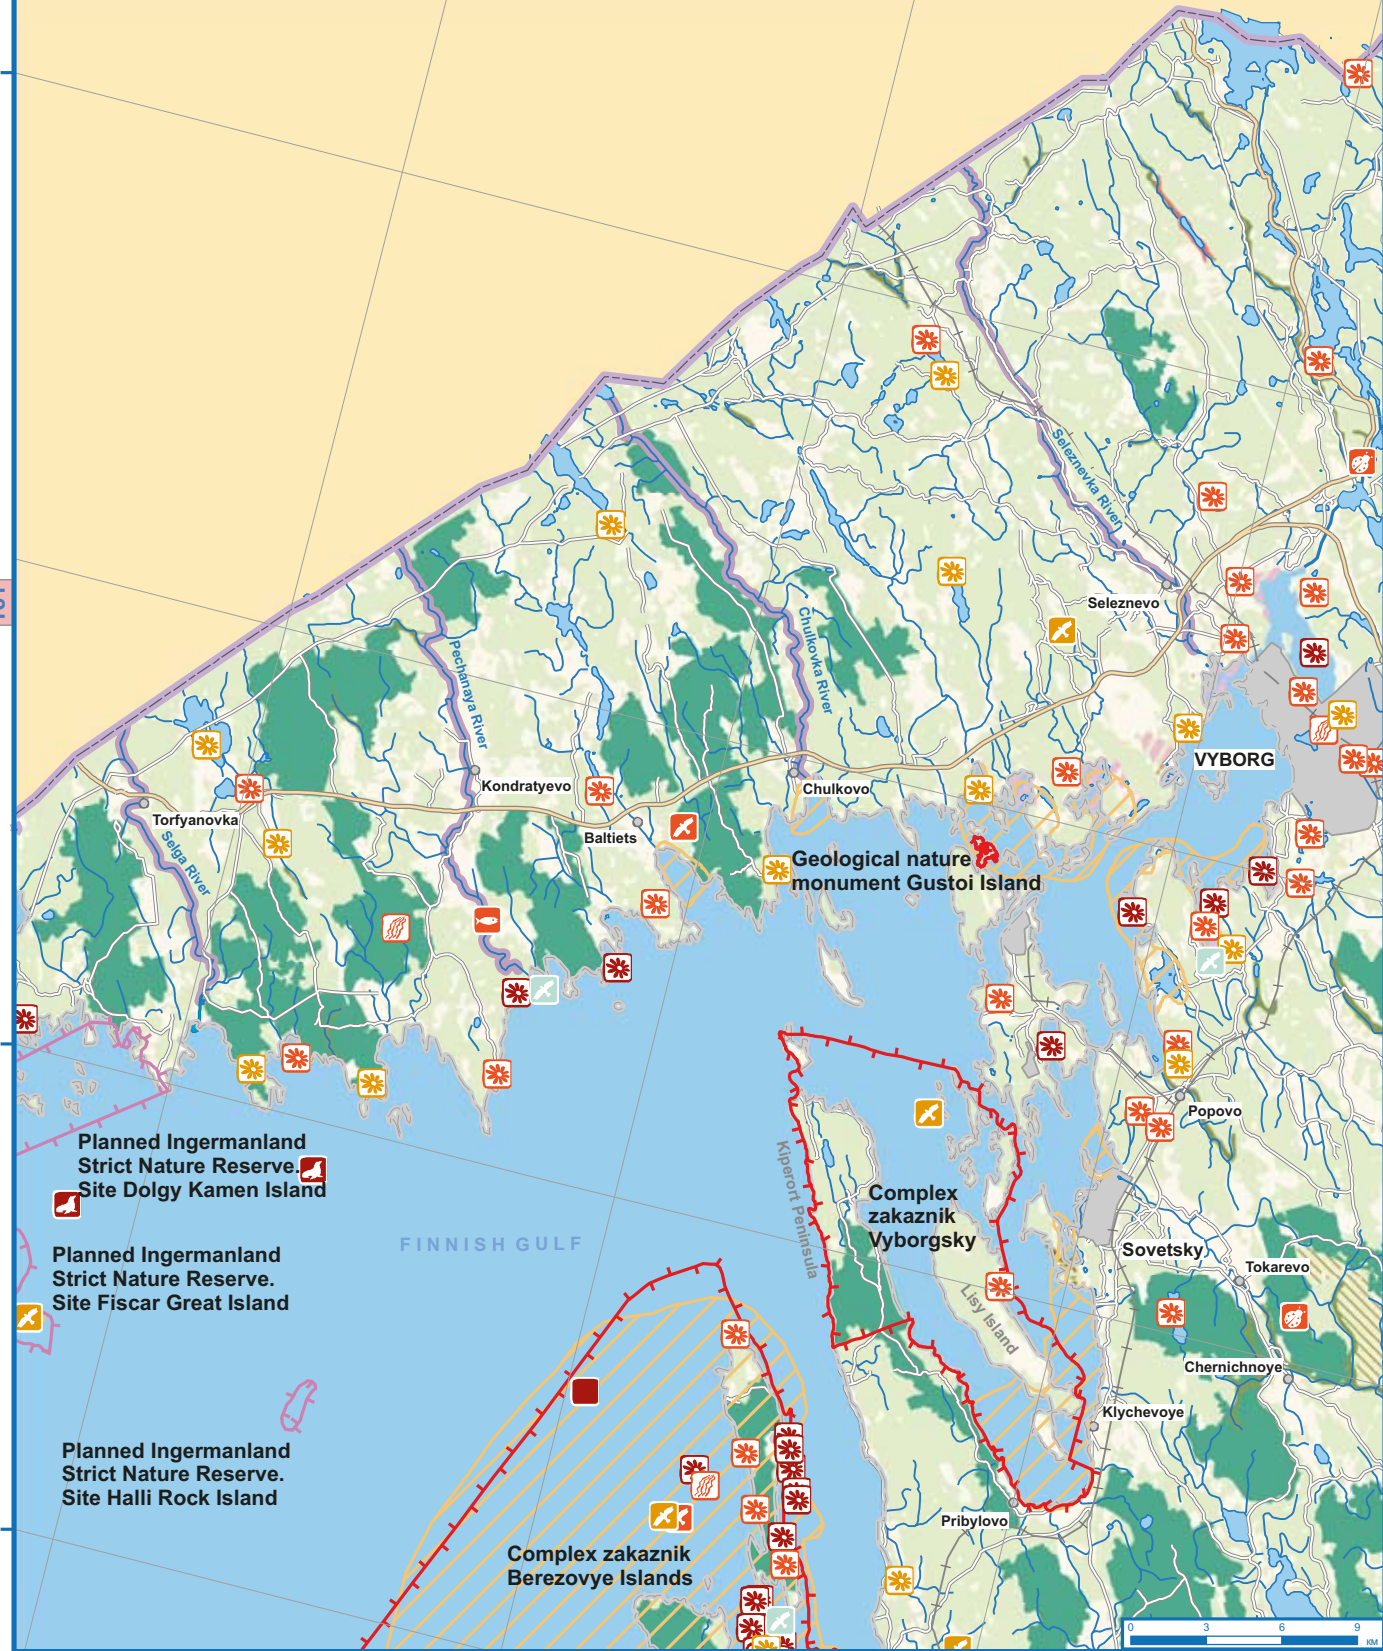 Seleznevka River
Seleznevo
Chulkovka River
Pechanaya River
VYBORG
Kondratyevo
Chulkovo
Torfyanovka
Baltiets
Selga River
Geological nature
monument Gustoi Island
Popovo
Planned Ingermanland
Strict Nature Reserve.
Site Dolgy Kamen Island
Kiperort Peninsula
Complex
zakaznik
Vyborgsky
FINNISH GULF
Sovetsky
Planned Ingermanland
Strict Nature Reserve.
Site Fiscar Great Island
Tokarevo
Lisy Island
Chernichnoye
Klychevoye
Planned Ingermanland
Strict Nature Reserve.
Site Halli Rock Island
Pribylovo
Complex zakaznik
Berezovye Islands
0 3 6 9
КМ